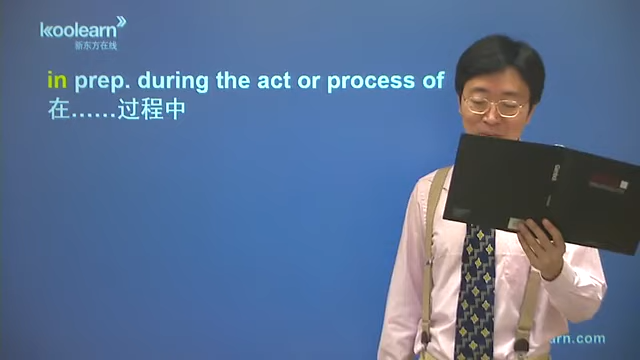 koolearn
新东方在线
in prep. during the act or process of
在……过程中
arn.com